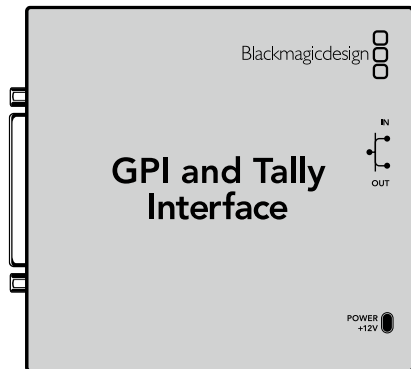 Blackmagicdesign
IN
OUT
GPI and Tally
Interface
POWER
+12V